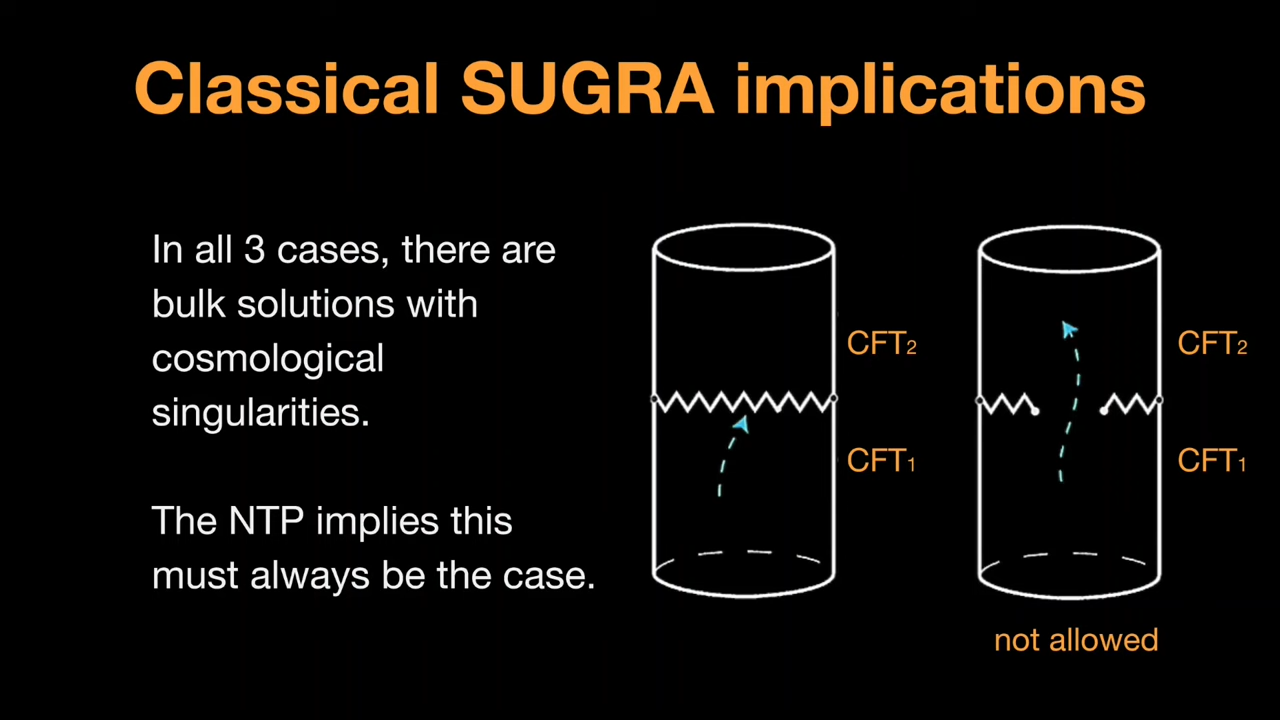 Classical SUGRA implications
In all 3 cases, there are
bulk solutions with
cosmological
singularities.
The NTP implies this
must always be the case.
CFT₂
CFT₁
CFT₂
CFT₁
not allowed